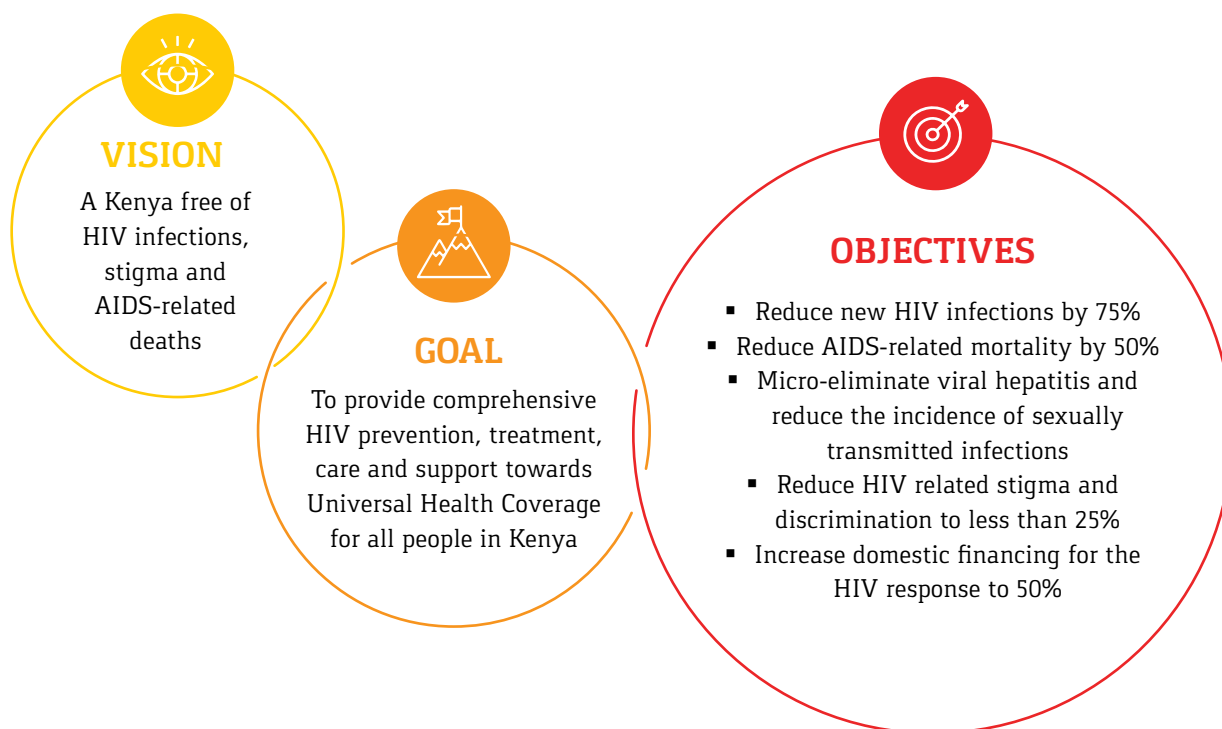 VISION
A Kenya free of
HIV infections,
stigma and
AIDS-related
deaths
GOAL
To provide comprehensive
HIV prevention, treatment,
care and support towards
Universal Health Coverage
for all people in Kenya
OBJECTIVES
▪ Reduce new HIV infections by 75%
▪ Reduce AIDS-related mortality by 50%
▪ Micro-eliminate viral hepatitis and
reduce the incidence of sexually
transmitted infections
▪ Reduce HIV related stigma and
discrimination to less than 25%
▪ Increase domestic financing for the
HIV response to 50%